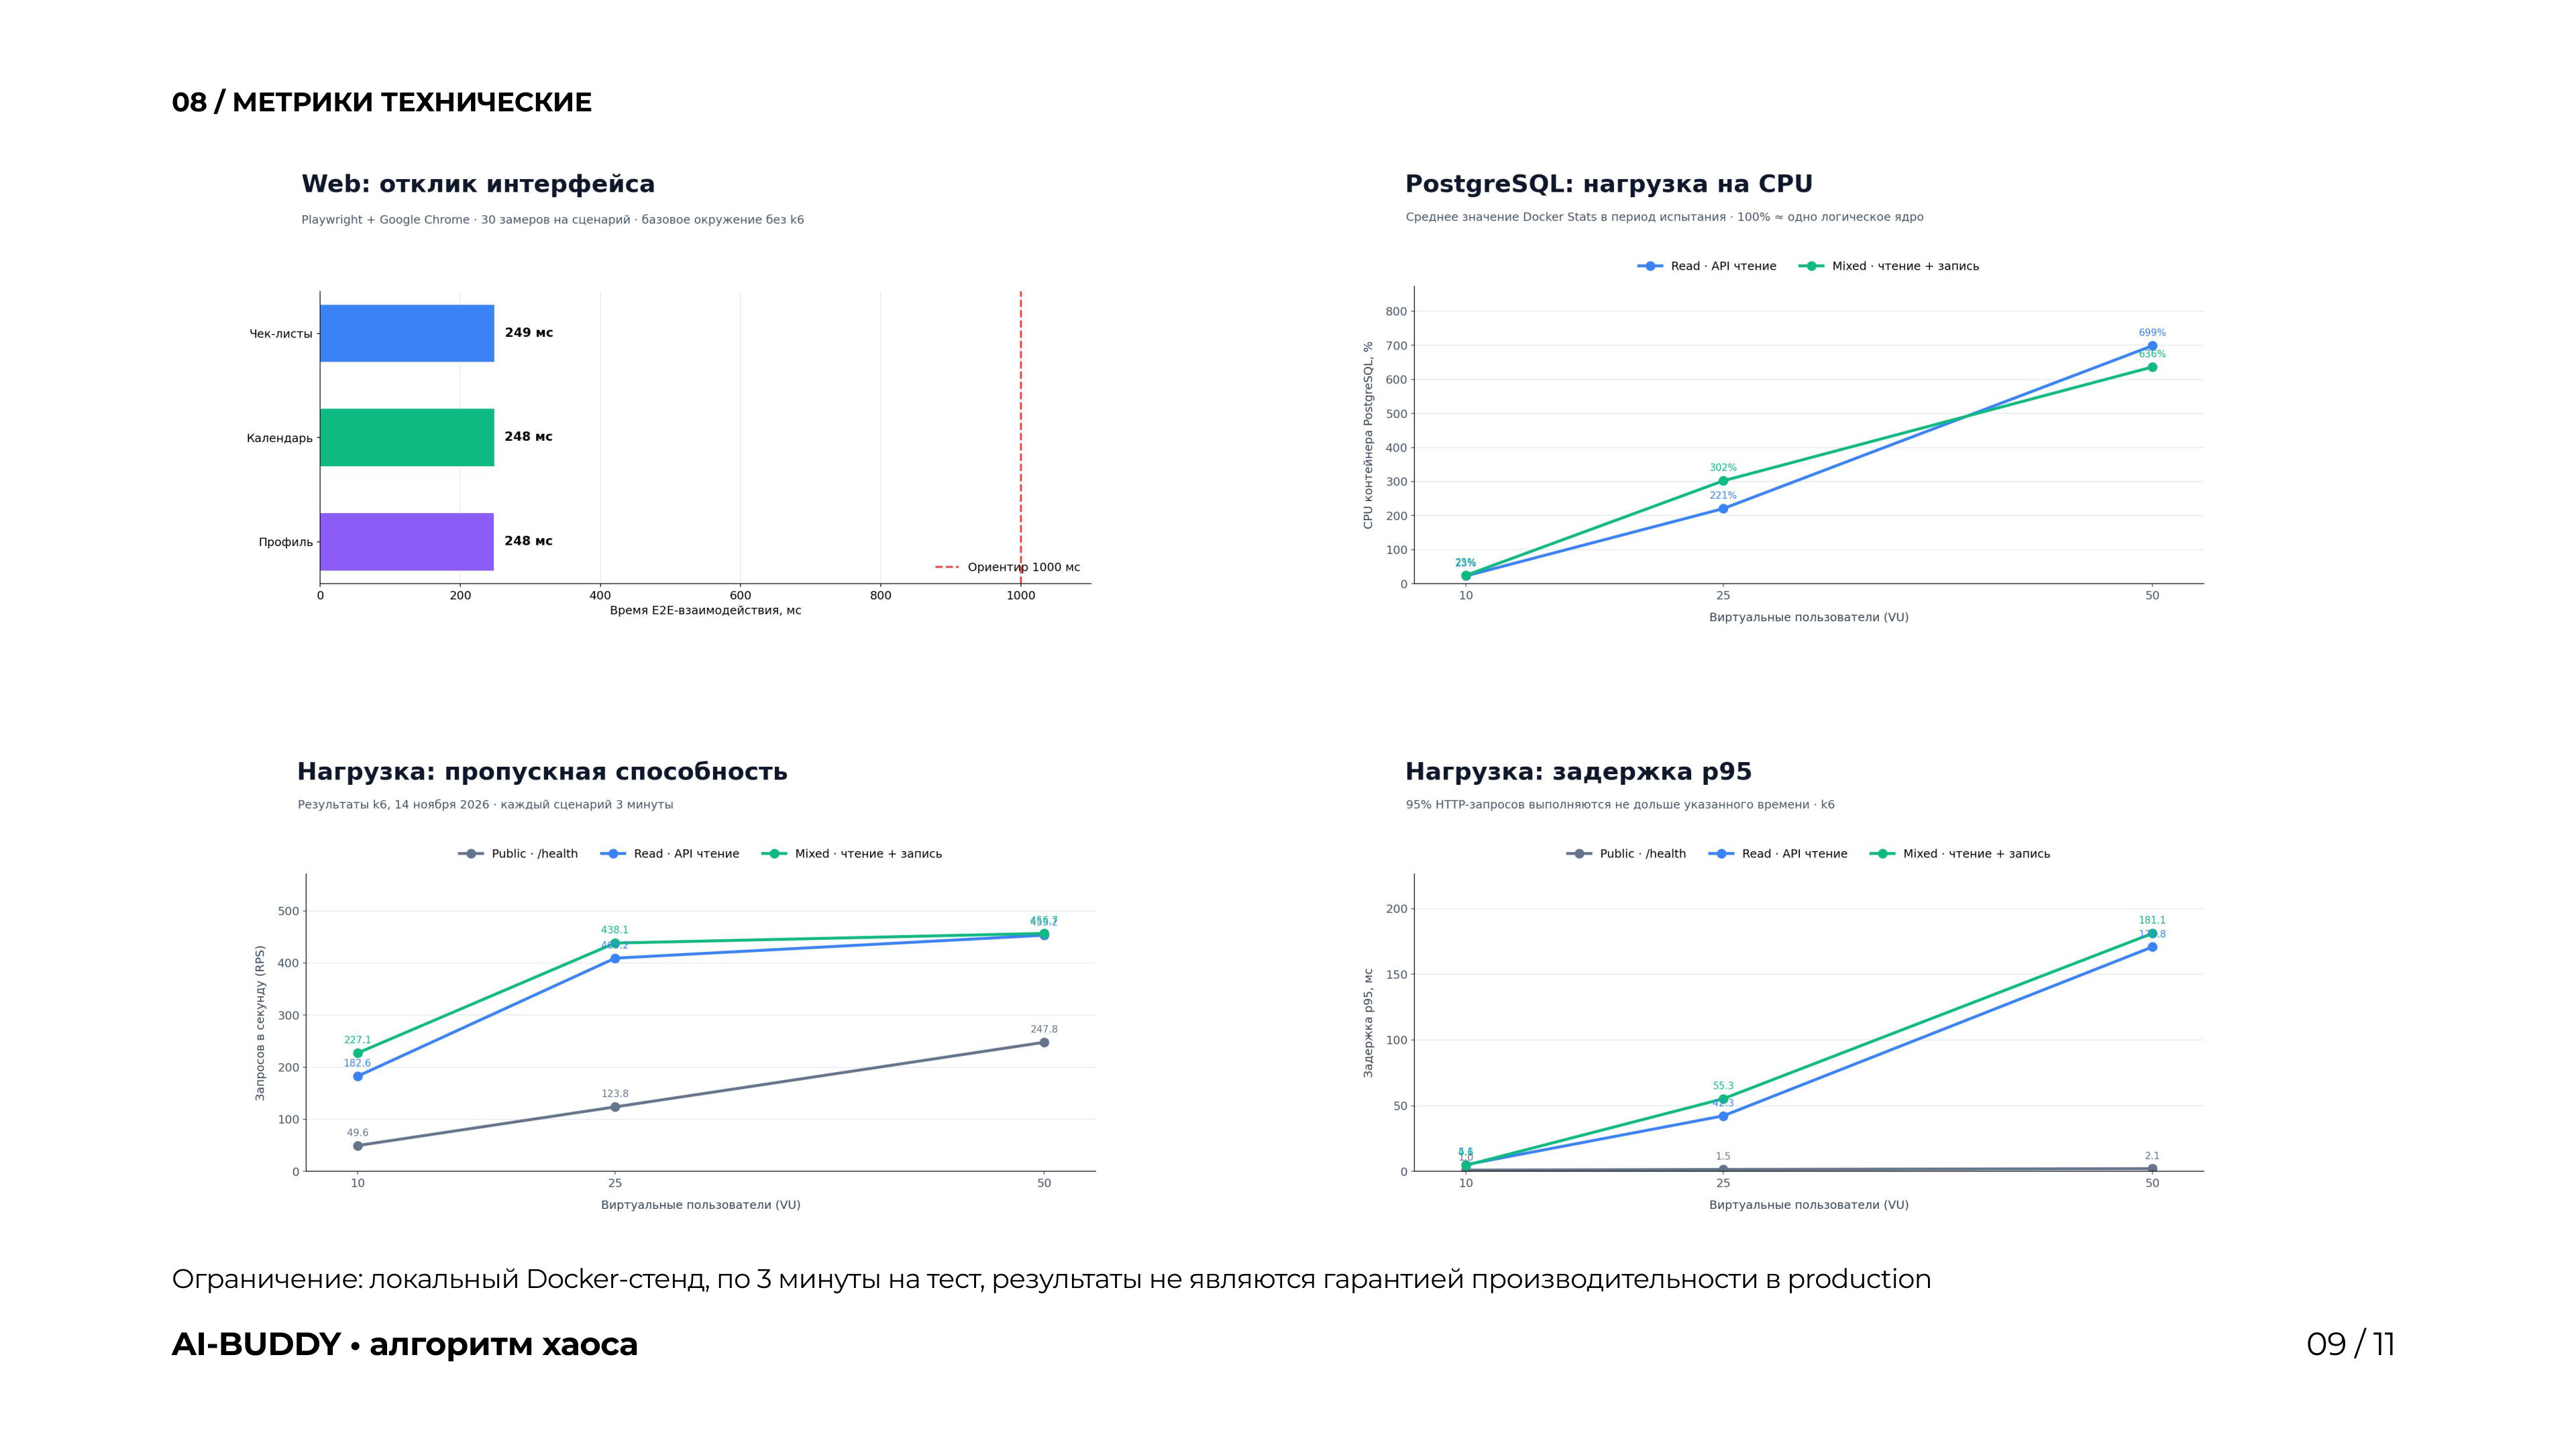 08 / МЕТРИКИ ТЕХНИЧЕСКИЕ
Web: отклик интерфейса
Playwright + Google Chrome · 30 замеров на сценарий · базовое окружение без k6
Чек-листы
249 мс
Календарь
248 мс
Профиль
248 мс
Ориентир 1000 мс
0 200 400 600 800 1000
Время E2E-взаимодействия, мс
PostgreSQL: нагрузка на CPU
Среднее значение Docker Stats в период испытания · 100% ≈ одно логическое ядро
Read · API чтение Mixed · чтение + запись
CPU контейнера PostgreSQL, %
800
700
600
500
400
300
200
100
0
699%
636%
302%
221%
10 25 50
Виртуальные пользователи (VU)
Нагрузка: пропускная способность
Результаты k6, 14 ноября 2026 · каждый сценарий 3 минуты
Public · /health Read · API чтение Mixed · чтение + запись
Запросов в секунду (RPS)
500
400
300
200
100
0
438.1
227.1
182.6
247.8
123.8
49.6
10 25 50
Виртуальные пользователи (VU)
Нагрузка: задержка p95
95% HTTP-запросов выполняются не дольше указанного времени · k6
Public · /health Read · API чтение Mixed · чтение + запись
Задержка p95, мс
200
150
100
50
0
181.1
55.3
42.3
1.5
2.1
10 25 50
Виртуальные пользователи (VU)
Ограничение: локальный Docker-стенд, по 3 минуты на тест, результаты не являются гарантией производительности в production
AI-BUDDY • алгоритм хаоса
09 / 11